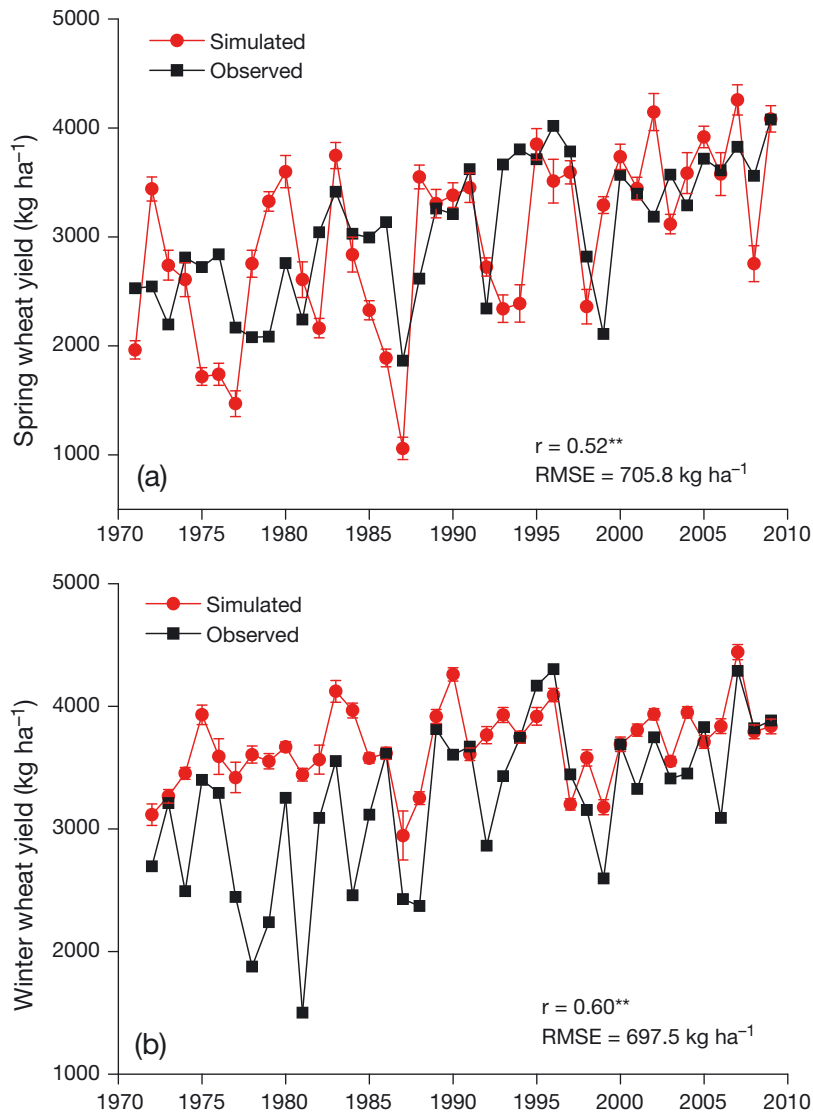 5000
Simulated
Observed
4000
3000
2000
1000
Spring wheat yield (kg ha⁻¹)
(a)
r = 0.52**
RMSE = 705.8 kg ha⁻¹
1970 1975 1980 1985 1990 1995 2000 2005 2010
5000
Simulated
Observed
4000
3000
2000
1000
Winter wheat yield (kg ha⁻¹)
(b)
r = 0.60**
RMSE = 697.5 kg ha⁻¹
1970 1975 1980 1985 1990 1995 2000 2005 2010